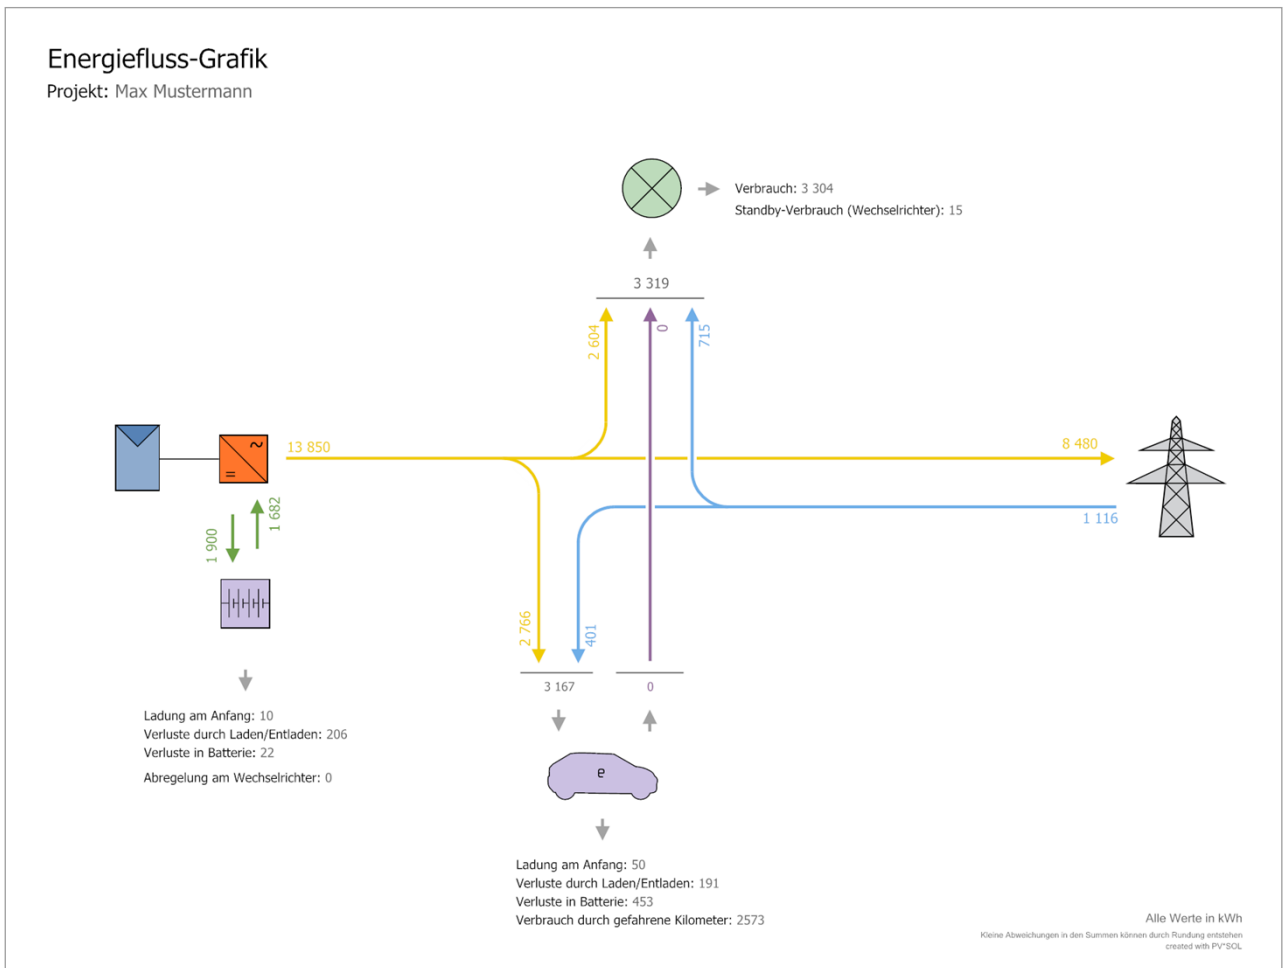 Energiefluss-Grafik
Projekt: Max Mustermann
Verbrauch: 3 304
Standby-Verbrauch (Wechselrichter): 15
3 319
2 604
0
715
13 850
8 480
1 116
1 900
1 682
2 766
401
3 167
0
Ladung am Anfang: 10
Verluste durch Laden/Entladen: 206
Verluste in Batterie: 22
Abregelung am Wechselrichter: 0
e
Ladung am Anfang: 50
Verluste durch Laden/Entladen: 191
Verluste in Batterie: 453
Verbrauch durch gefahrene Kilometer: 2573
Alle Werte in kWh
Kleine Abweichungen in den Summen können durch Rundung entstehen
created with PV*SOL